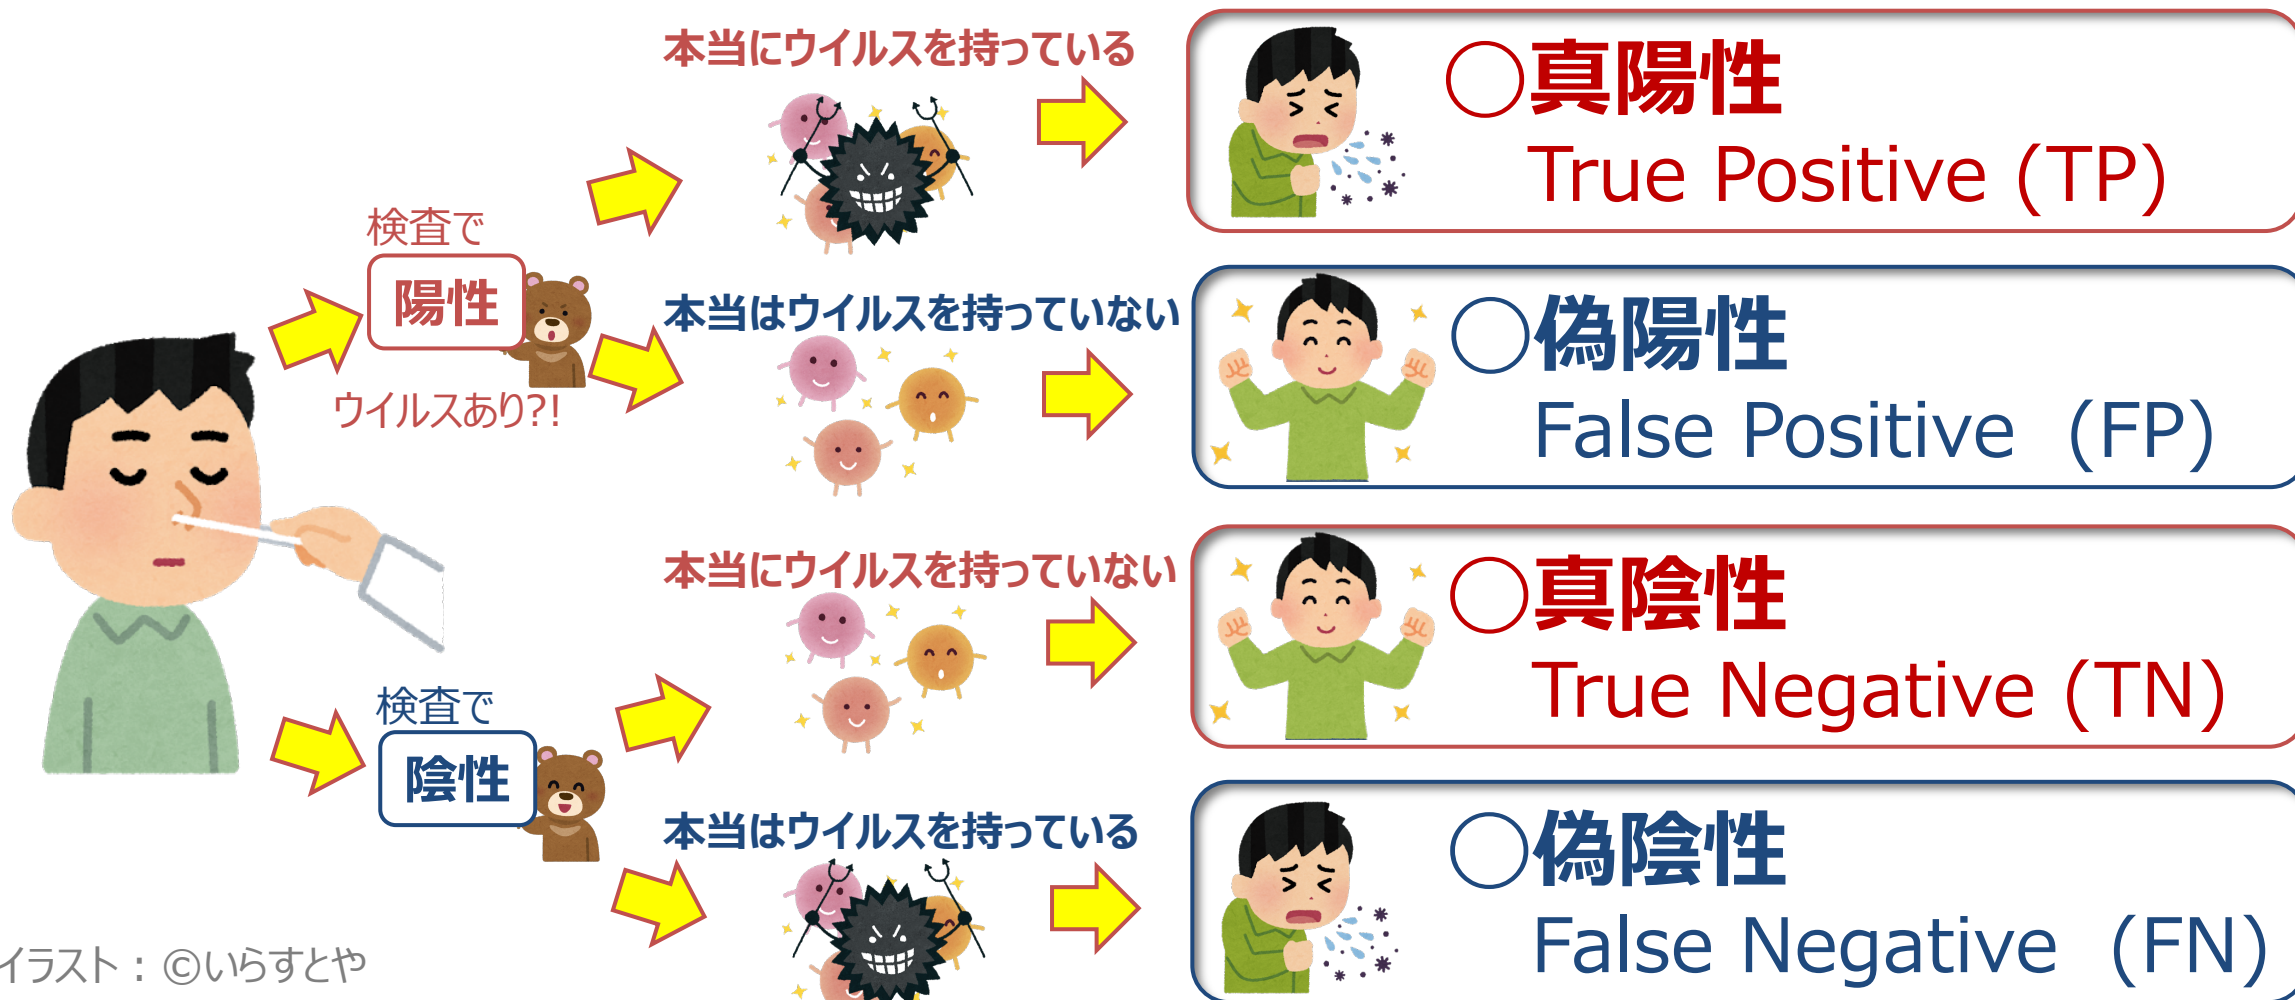 本当にウイルスを持っている
○真陽性
True Positive (TP)
検査で
陽性
ウイルスあり?!
本当はウイルスを持っていない
○偽陽性
False Positive (FP)
本当にウイルスを持っていない
○真陰性
True Negative (TN)
検査で
陰性
本当はウイルスを持っている
○偽陰性
False Negative (FN)
イラスト：©いらすとや